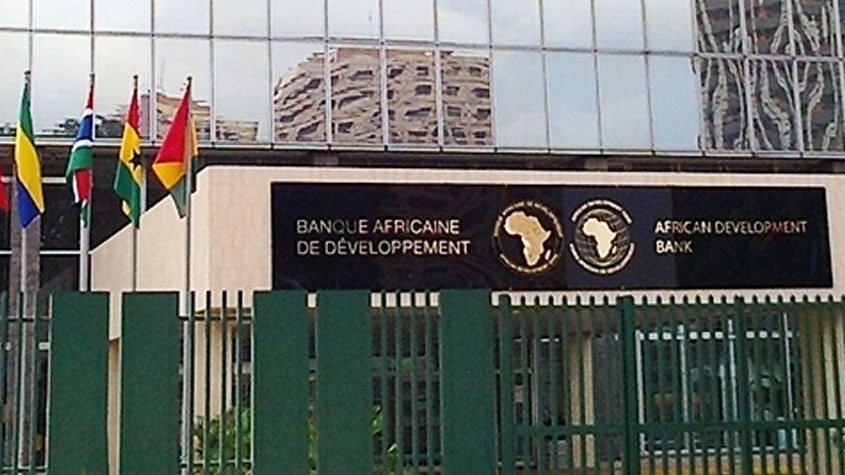 BANQUE AFRICAINE
DE DÉVELOPPEMENT
AFRICAN DEVELOPMENT
BANK